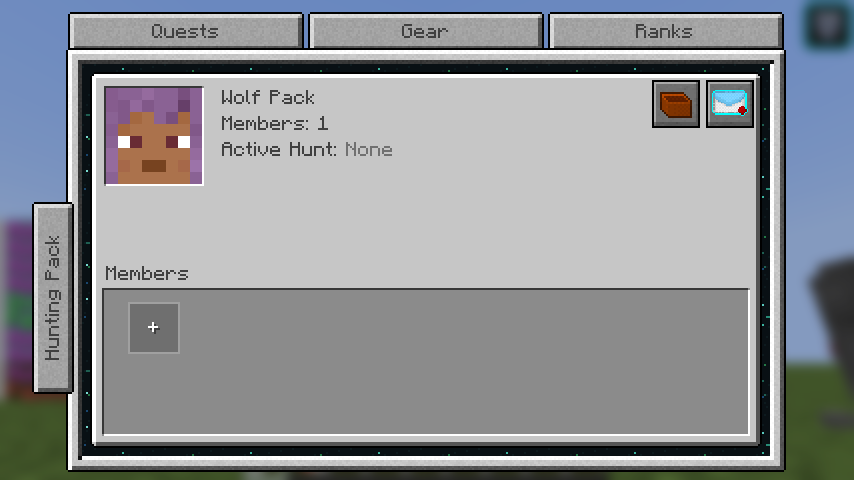 Quests
Gear
Ranks
Wolf Pack
Members: 1
Active Hunt: None
Hunting Pack
Members
+